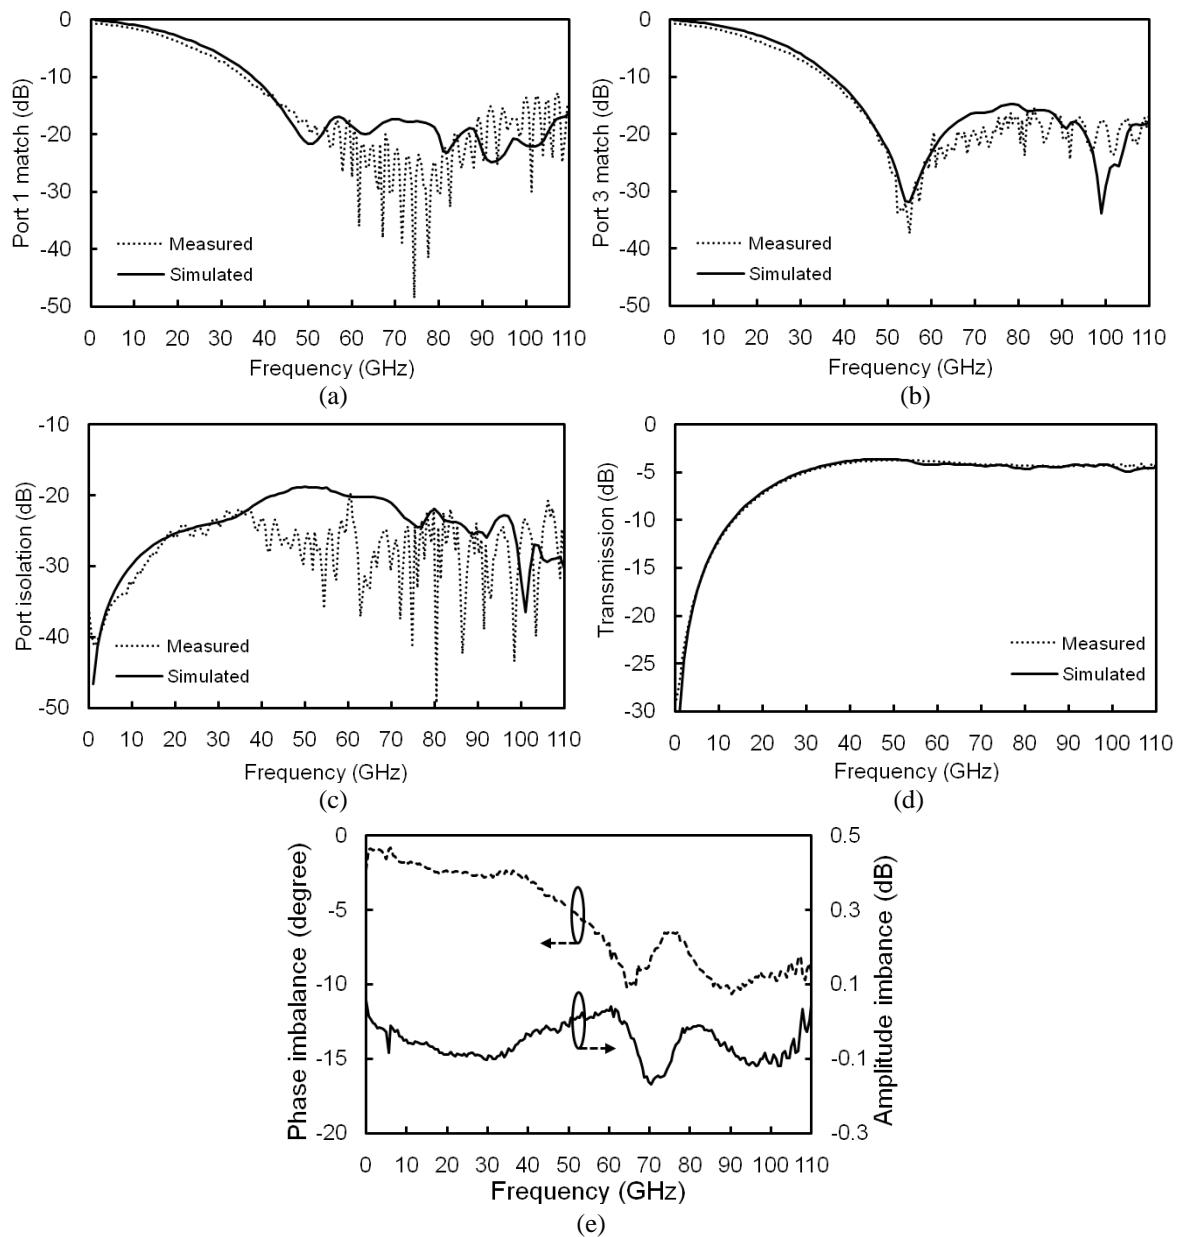 0
-10
-20
-30
-40
-50
Port 1 match (dB)
Measured
Simulated
0 10 20 30 40 50 60 70 80 90 100 110
Frequency (GHz)
(a)
0
-10
-20
-30
-40
-50
Port 3 match (dB)
Measured
Simulated
0 10 20 30 40 50 60 70 80 90 100 110
Frequency (GHz)
(b)
-10
-20
-30
-40
-50
Port isolation (dB)
Measured
Simulated
0 10 20 30 40 50 60 70 80 90 100 110
Frequency (GHz)
(c)
0
-5
-10
-15
-20
-25
-30
Transmission (dB)
Measured
Simulated
0 10 20 30 40 50 60 70 80 90 100 110
Frequency (GHz)
(d)
0
-5
-10
-15
-20
Phase imbalance (degree)
0.5
0.3
0.1
-0.1
-0.3
Amplitude imbance (dB)
0 10 20 30 40 50 60 70 80 90 100 110
Frequency (GHz)
(e)